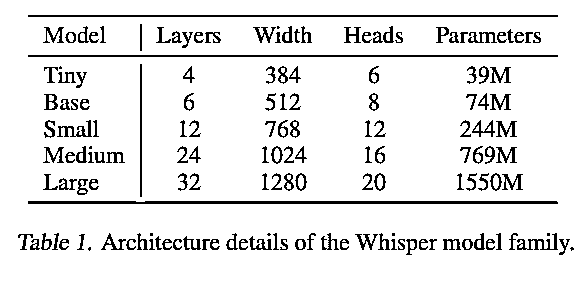 Model Layers Width Heads Parameters
Tiny 4 384 6 39M
Base 6 512 8 74M
Small 12 768 12 244M
Medium 24 1024 16 769M
Large 32 1280 20 1550M
Table 1. Architecture details of the Whisper model family.